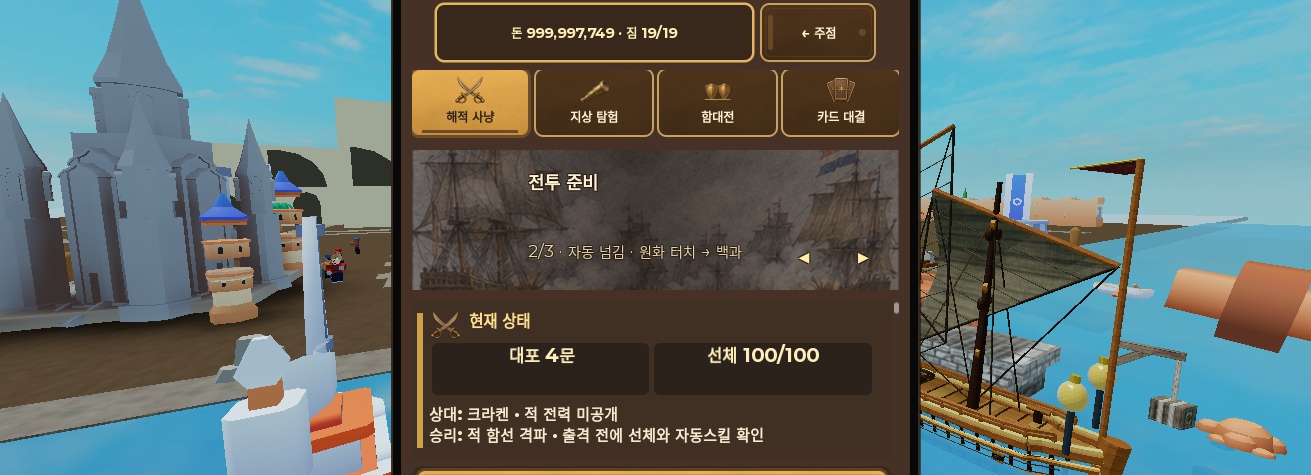 돈 999,997,749 · 짐 19/19
← 주점
해적 사냥
지상 탐험
함대전
카드 대결
전투 준비
2/3 · 자동 넘김 · 원화 터치 → 백과
◀ ▶
현재 상태
대포 4문
선체 100/100
상대: 크라켄 • 적 전력 미공개
승리: 적 함선 격파 • 출격 전에 선체와 자동스킬 확인